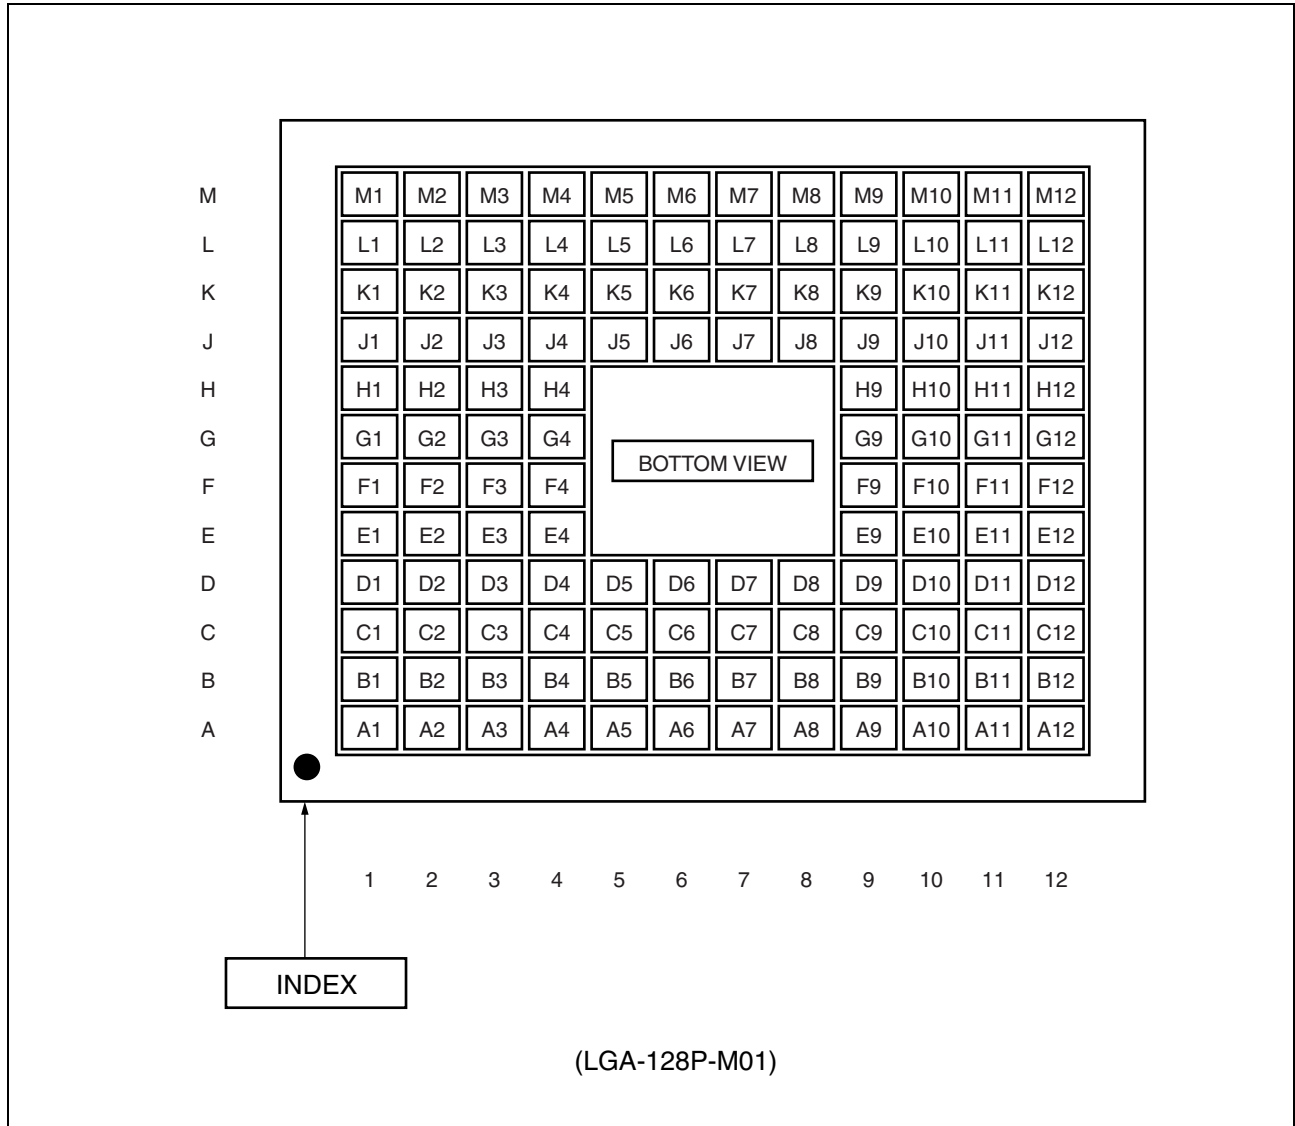 M M1 M2 M3 M4 M5 M6 M7 M8 M9 M10 M11 M12
L L1 L2 L3 L4 L5 L6 L7 L8 L9 L10 L11 L12
K K1 K2 K3 K4 K5 K6 K7 K8 K9 K10 K11 K12
J J1 J2 J3 J4 J5 J6 J7 J8 J9 J10 J11 J12
H H1 H2 H3 H4 H9 H10 H11 H12
G G1 G2 G3 G4 G9 G10 G11 G12
BOTTOM VIEW
F F1 F2 F3 F4 F9 F10 F11 F12
E E1 E2 E3 E4 E9 E10 E11 E12
D D1 D2 D3 D4 D5 D6 D7 D8 D9 D10 D11 D12
C C1 C2 C3 C4 C5 C6 C7 C8 C9 C10 C11 C12
B B1 B2 B3 B4 B5 B6 B7 B8 B9 B10 B11 B12
A A1 A2 A3 A4 A5 A6 A7 A8 A9 A10 A11 A12
1 2 3 4 5 6 7 8 9 10 11 12
INDEX
(LGA-128P-M01)